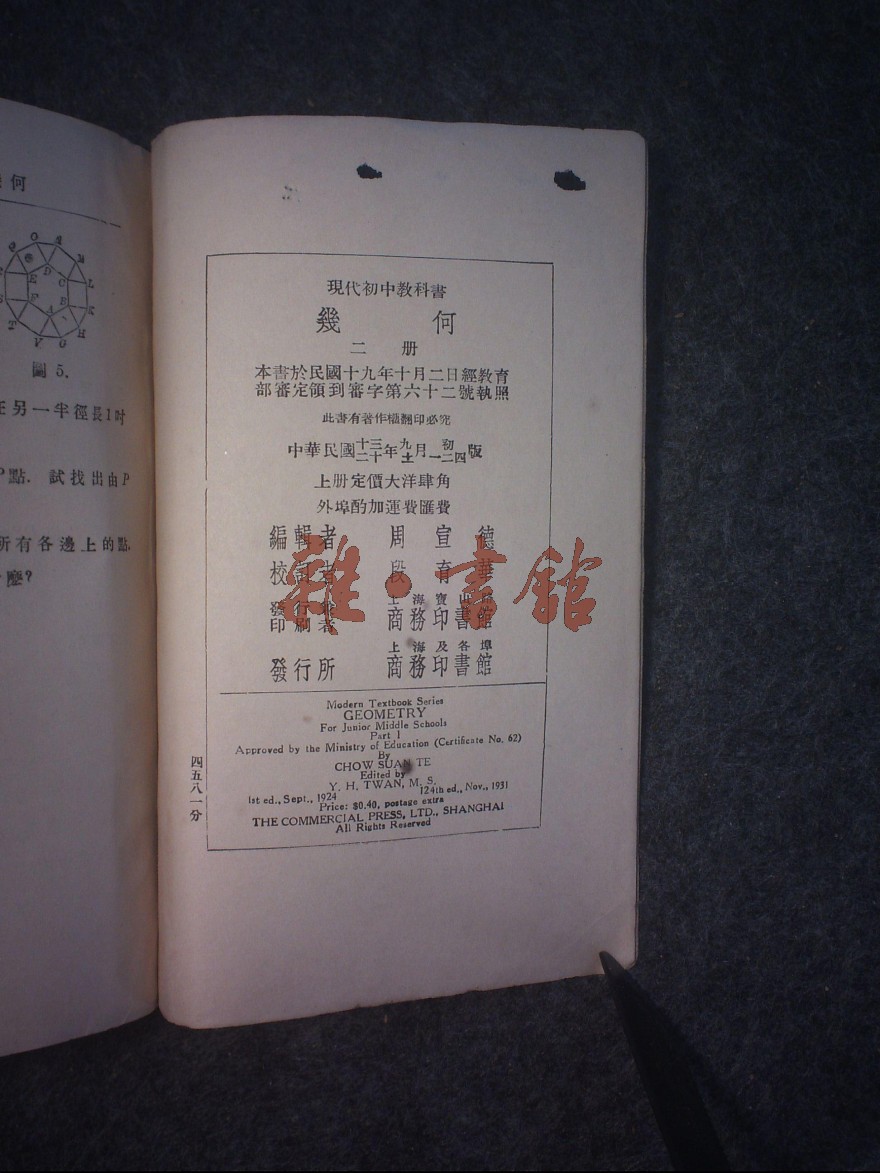 何
圖 5.
另一半徑長1吋
P點. 試找出由P
所有各邊上的點.
麼?
現代初中教科書
幾何
二册
本書於民國十九年十月二日經教育
部審定領到審字第六十二號執照
此書有著作權翻印必究
中華民國十三年九月初版
二十年十一月一二四版
上册定價大洋肆角
外埠酌加運費匯費
編輯者 周宣德
校訂者 段育華
發行兼印刷者 上海寶山路 商務印書館
發行所 上海及各埠 商務印書館
雜·書館
Modern Textbook Series
GEOMETRY
For Junior Middle Schools
Part I
Approved by the Ministry of Education (Certificate No. 62)
By
CHOW SUAN TE
Edited by
Y. H. TWAN, M. S.
1st ed., Sept., 1924 124th ed., Nov., 1931
Price: $0.40, postage extra
THE COMMERCIAL PRESS, LTD., SHANGHAI
All Rights Reserved
四五八一分